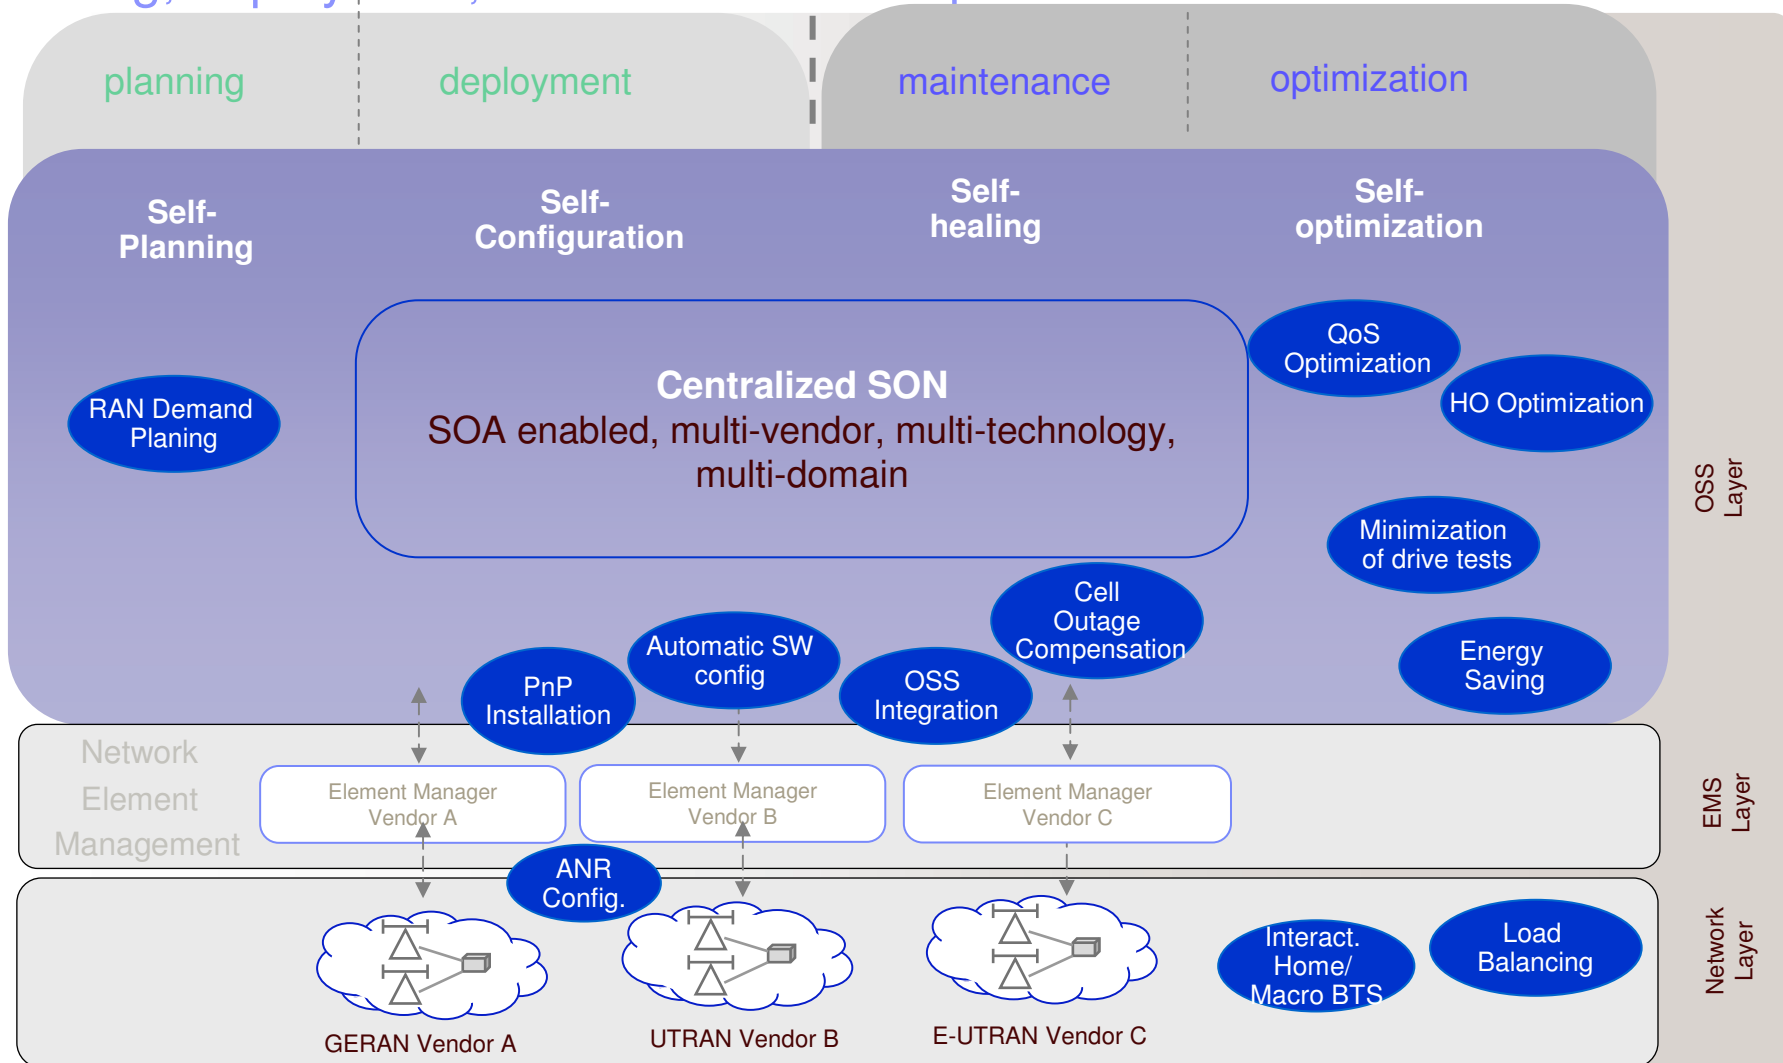 planning
deployment
maintenance
optimization
Self-
Planning
Self-
Configuration
Self-
healing
Self-
optimization
Centralized SON
SOA enabled, multi-vendor, multi-technology,
multi-domain
RAN Demand
Planing
QoS
Optimization
HO Optimization
Minimization
of drive tests
Energy
Saving
Cell
Outage
Compensation
Automatic SW
config
PnP
Installation
OSS
Integration
OSS
Layer
Network
Element
Management
Element Manager
Vendor A
Element Manager
Vendor B
Element Manager
Vendor C
EMS
Layer
ANR
Config.
Interact.
Home/
Macro BTS
Load
Balancing
GERAN Vendor A
UTRAN Vendor B
E-UTRAN Vendor C
Network
Layer